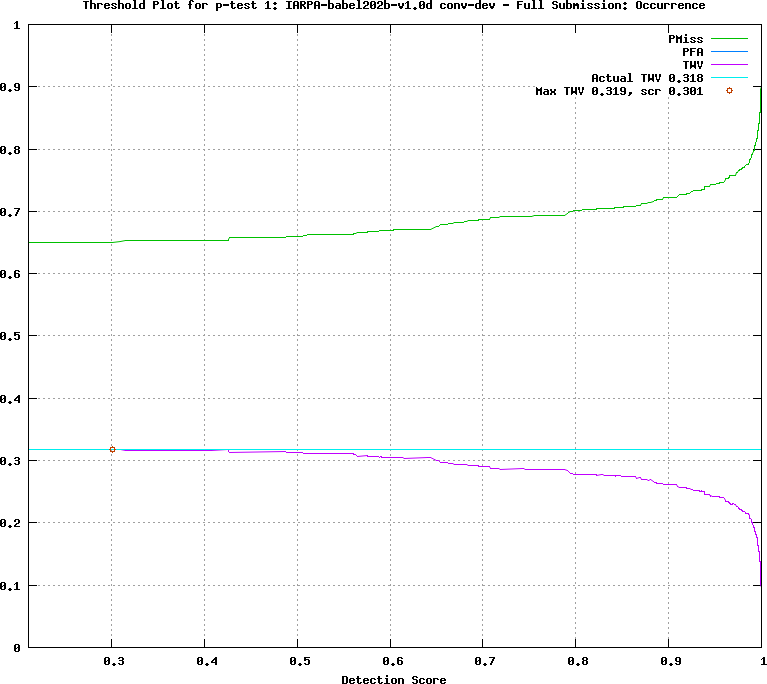 Threshold Plot for p-test 1: IARPA-babel202b-v1.0d conv-dev - Full Submission: Occurrence
PMiss
PFA
TWV
Actual TWV 0.318
Max TWV 0.319, scr 0.301
1
0.9
0.8
0.7
0.6
0.5
0.4
0.3
0.2
0.1
0
0.3 0.4 0.5 0.6 0.7 0.8 0.9 1
Detection Score